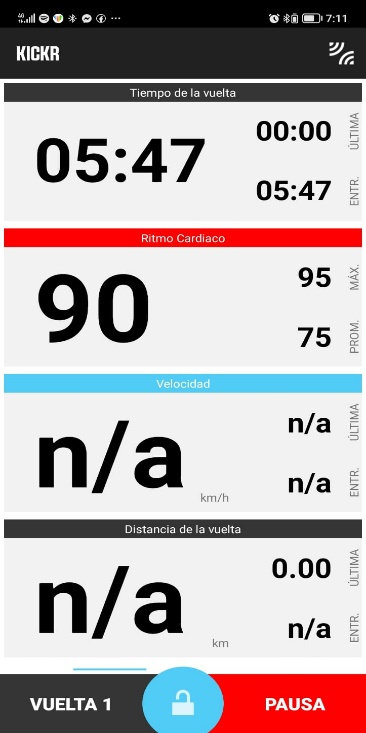 4G
7:11
KICKR
Tiempo de la vuelta
05:47
00:00
ÚLTIMA
05:47
ENTR.
Ritmo Cardiaco
90
95
MÁX.
75
PROM.
Velocidad
n/a
km/h
n/a
ÚLTIMA
n/a
ENTR.
Distancia de la vuelta
n/a
km
0.00
ÚLTIMA
n/a
ENTR.
VUELTA 1
PAUSA